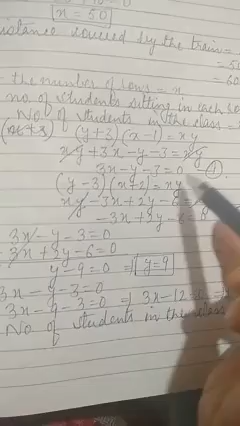 x = 50
distance covered by the train =
= 50
= 60
= the number of rows = x
no. of students sitting in each
No of students in the class =
(y + 3) (x - 1) = xy
xy + 3x - y - 3 = xy
3x - y - 3 = 0 ①
(y - 3) (x + 2) = xy
xy - 3x + 2y - 6 =
-3x + 2y - 6 =
3x - y - 3 = 0
-3x + 2y - 6 = 0
y - 9 = 0 ⇒ y = 9
3x - y - 3 = 0
3x - 9 - 3 = 0 ⇒ 3x - 12 = 0
No of students in the class